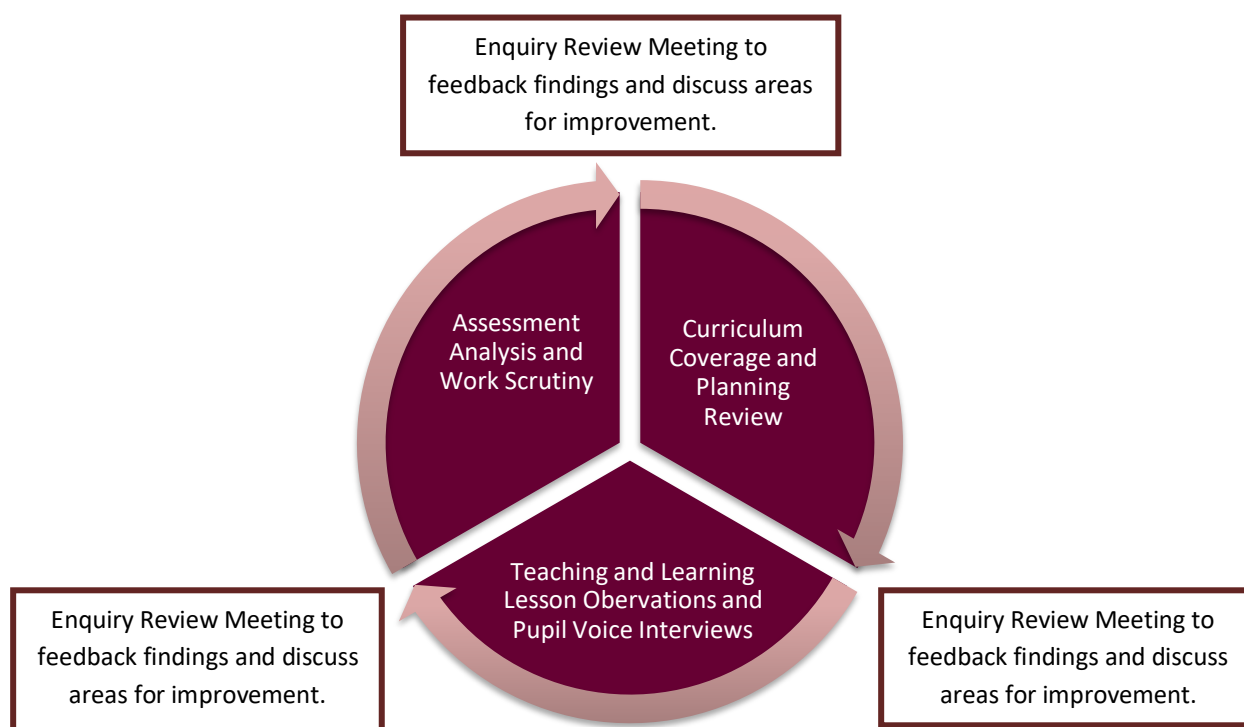 Enquiry Review Meeting to
feedback findings and discuss areas
for improvement.
Assessment
Analysis and
Work Scrutiny
Curriculum
Coverage and
Planning
Review
Teaching and Learning
Lesson Obervations and
Pupil Voice Interviews
Enquiry Review Meeting to
feedback findings and discuss
areas for improvement.
Enquiry Review Meeting to
feedback findings and discuss
areas for improvement.